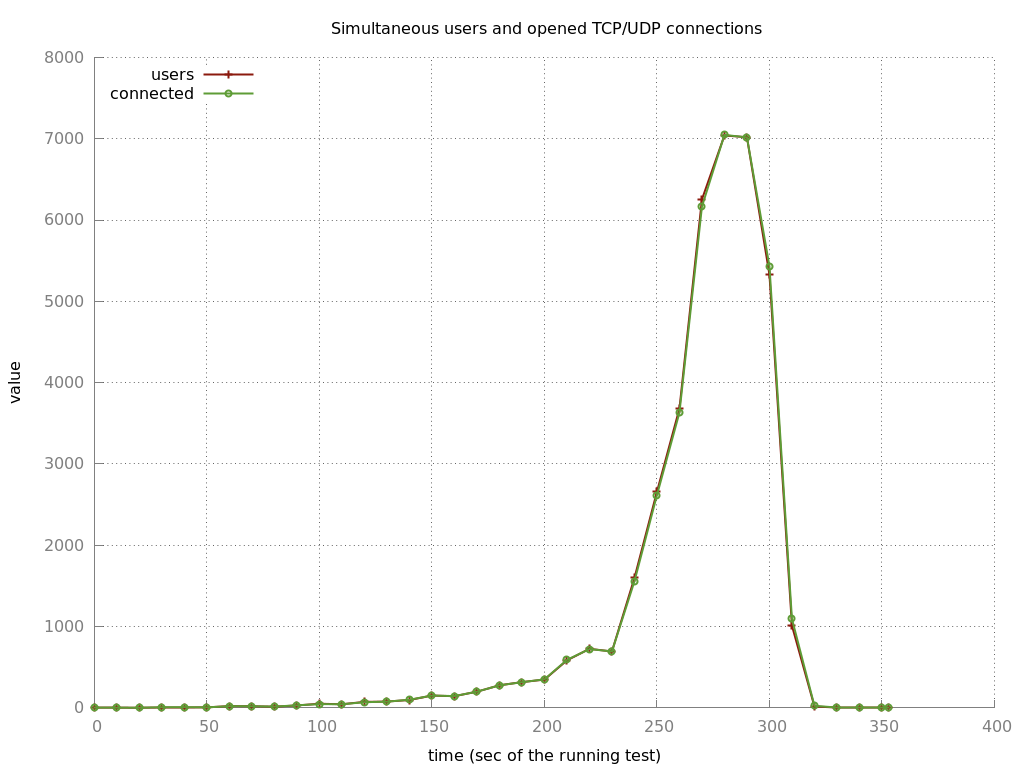 Simultaneous users and opened TCP/UDP connections
8000
users
connected
7000
6000
5000
4000
value
3000
2000
1000
0
0 50 100 150 200 250 300 350 400
time (sec of the running test)